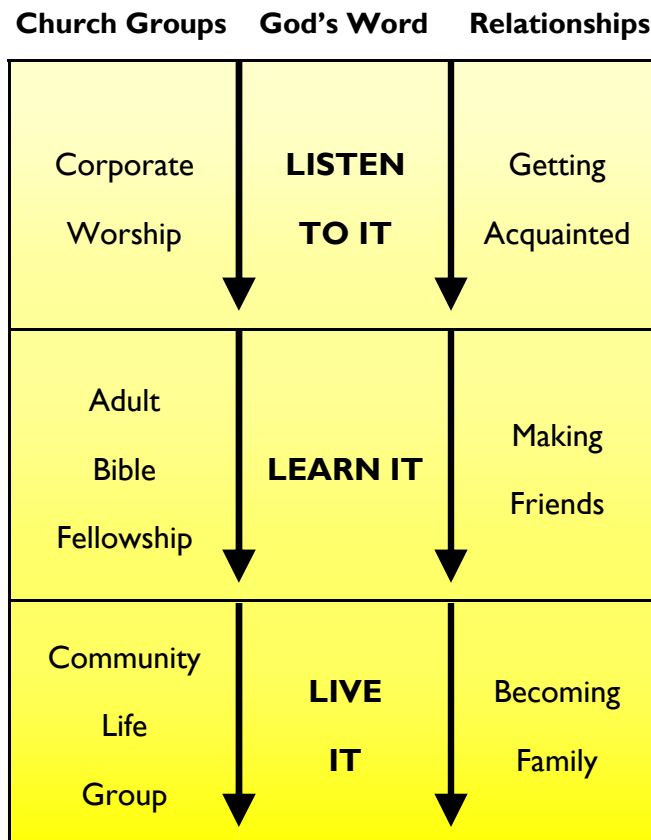 Church Groups God's Word Relationships
Corporate
Worship
LISTEN
TO IT
Getting
Acquainted
Adult
Bible
Fellowship
LEARN IT
Making
Friends
Community
Life
Group
LIVE
IT
Becoming
Family